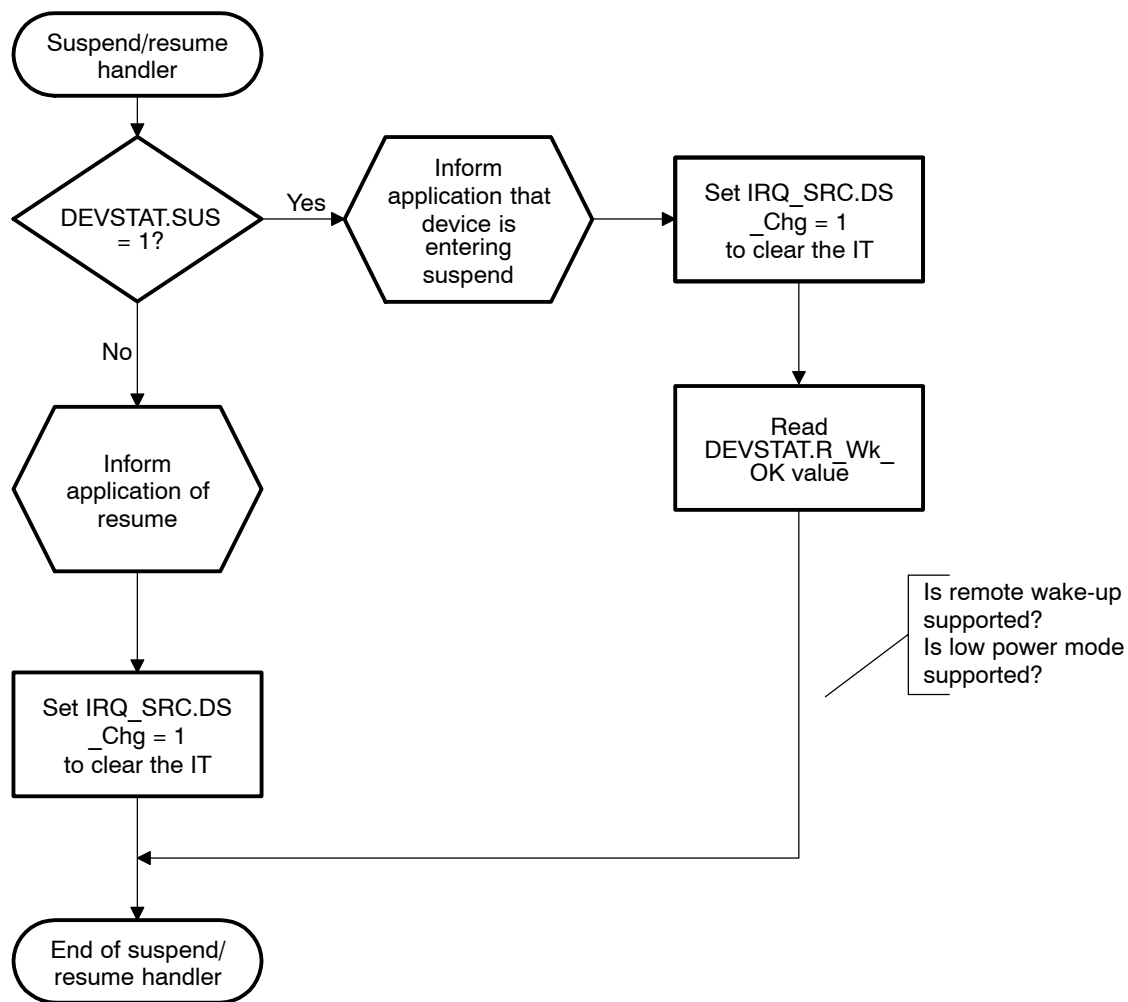 Suspend/resume
handler
DEVSTAT.SUS
= 1?
Yes
Inform
application that
device is
entering
suspend
Set IRQ_SRC.DS
_Chg = 1
to clear the IT
No
Read
DEVSTAT.R_Wk_
OK value
Inform
application of
resume
Is remote wake-up
supported?
Is low power mode
supported?
Set IRQ_SRC.DS
_Chg = 1
to clear the IT
End of suspend/
resume handler